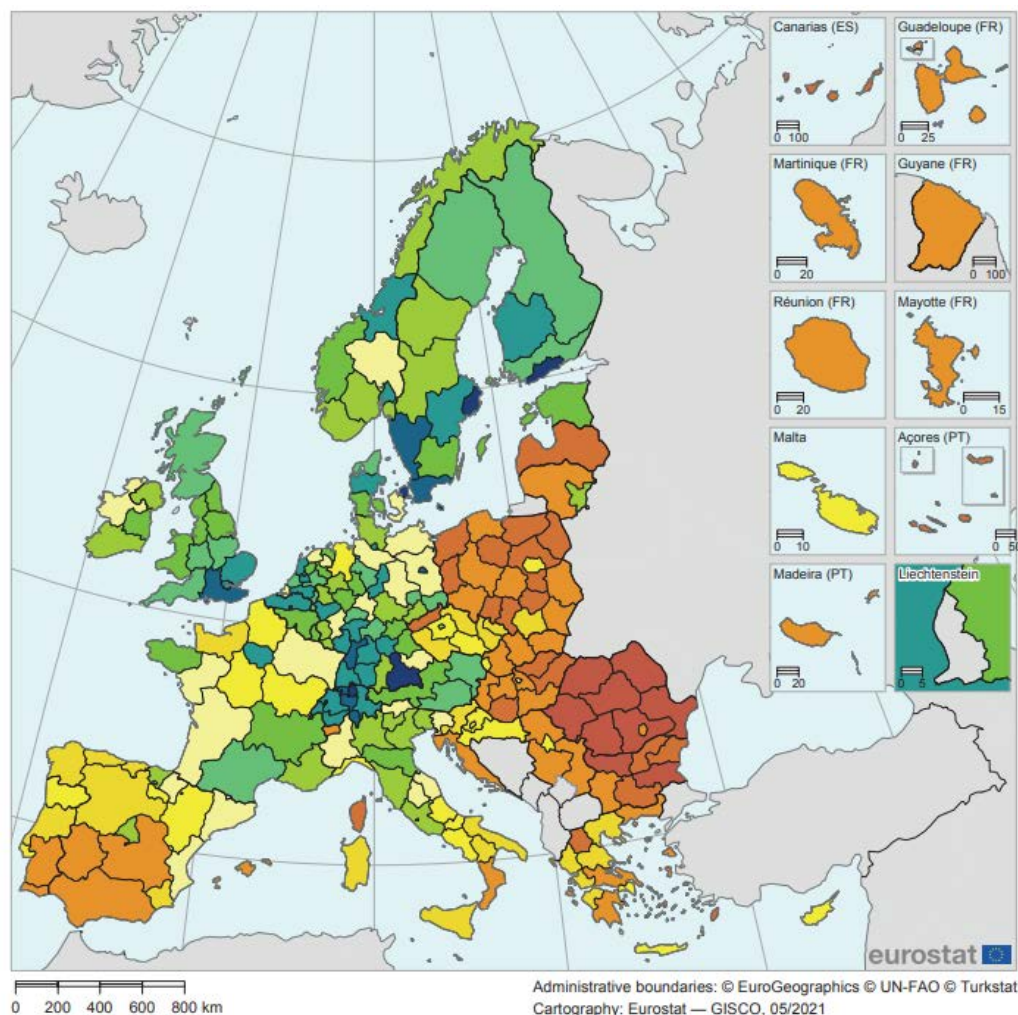 Canarias (ES)
0 100
Guadeloupe (FR)
0 25
Martinique (FR)
0 20
Guyane (FR)
0 100
Réunion (FR)
0 20
Mayotte (FR)
0 15
Malta
0 10
Açores (PT)
0 50
Madeira (PT)
0 20
Liechtenstein
0 5
eurostat
0 200 400 600 800 km
Administrative boundaries: © EuroGeographics © UN-FAO © Turkstat
Cartography: Eurostat — GISCO, 05/2021